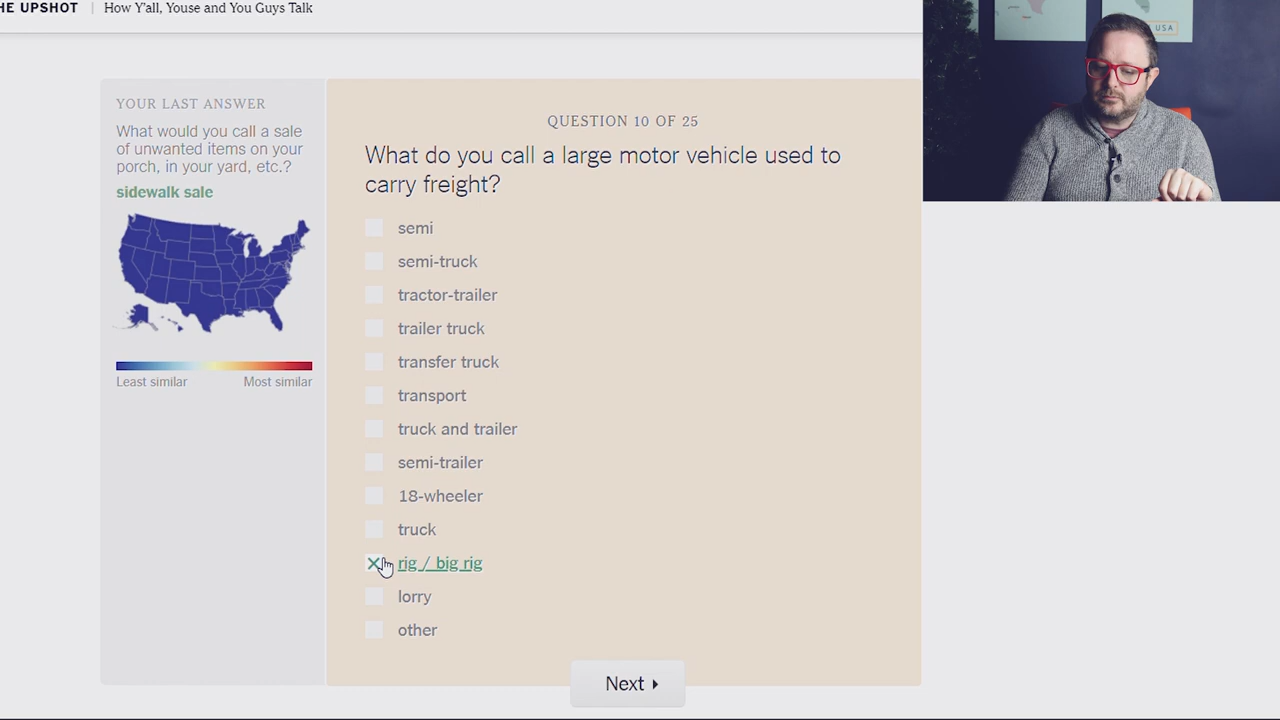 HE UPSHOT | How Y'all, Youse and You Guys Talk
YOUR LAST ANSWER
What would you call a sale
of unwanted items on your
porch, in your yard, etc.?
sidewalk sale
Least similar Most similar
QUESTION 10 OF 25
What do you call a large motor vehicle used to
carry freight?
semi
semi-truck
tractor-trailer
trailer truck
transfer truck
transport
truck and trailer
semi-trailer
18-wheeler
truck
rig / big rig
lorry
other
Next
USA